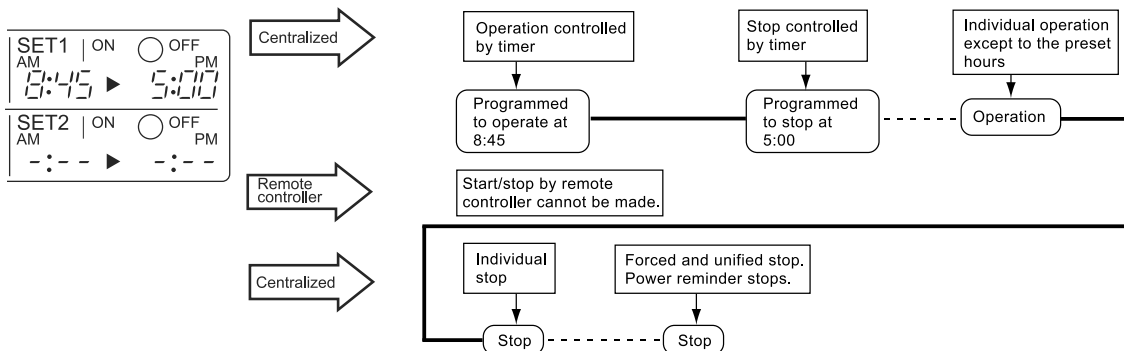 SET1 | ON OFF
AM PM
8:45 ▶ 5:00
SET2 | ON OFF
AM PM
-:-- ▶ -:--
Centralized
Operation controlled
by timer
Stop controlled
by timer
Individual operation
except to the preset
hours
Programmed
to operate at
8:45
Programmed
to stop at
5:00
Operation
Remote
controller
Start/stop by remote
controller cannot be made.
Centralized
Individual
stop
Forced and unified stop.
Power reminder stops.
Stop
Stop